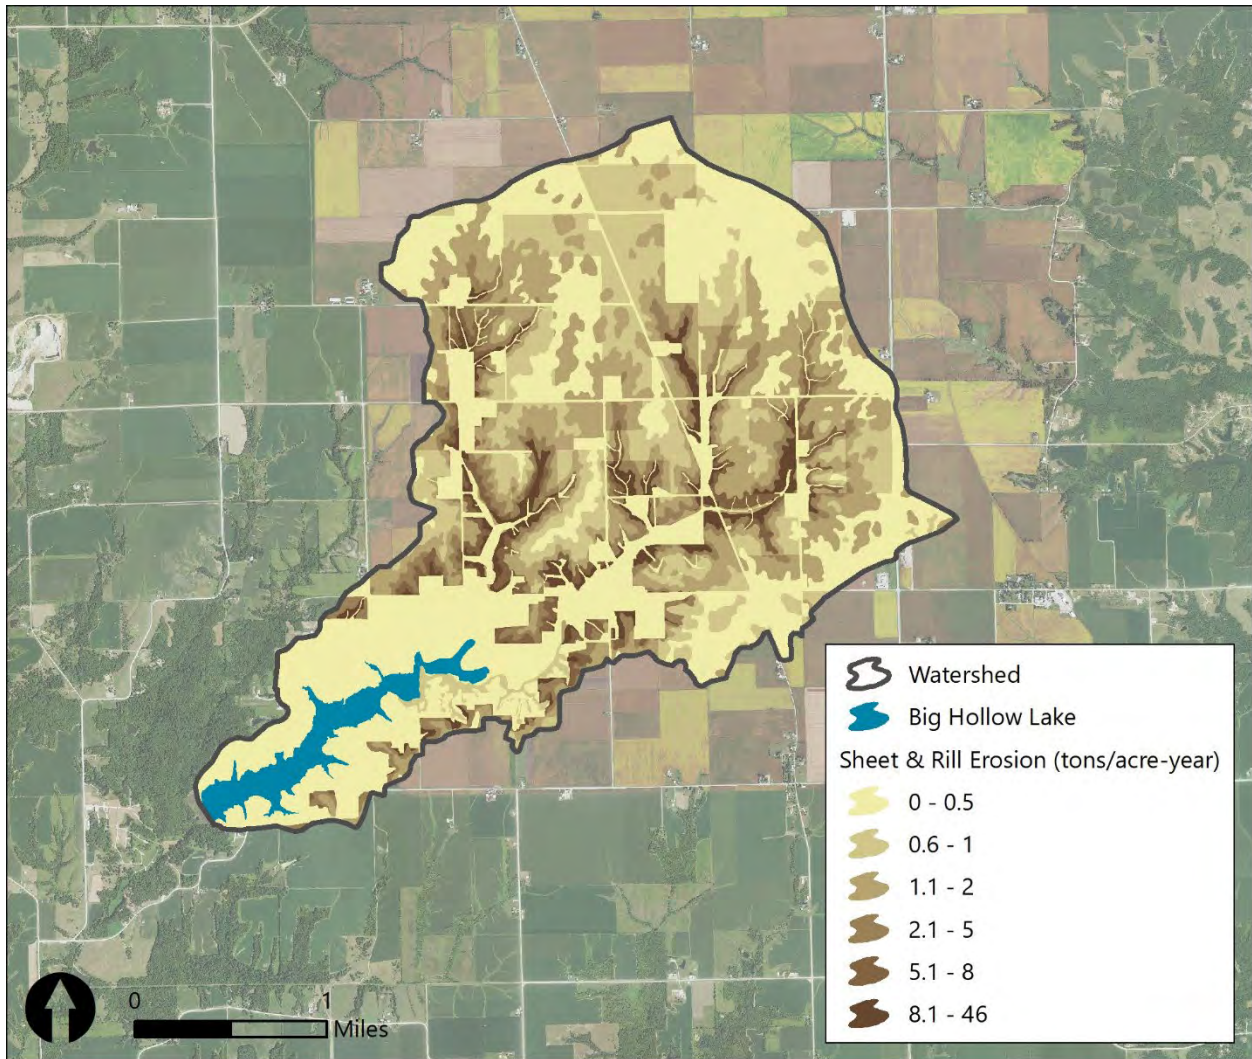 Watershed
Big Hollow Lake
Sheet & Rill Erosion (tons/acre-year)
0 - 0.5
0.6 - 1
1.1 - 2
2.1 - 5
5.1 - 8
8.1 - 46
0 1
Miles